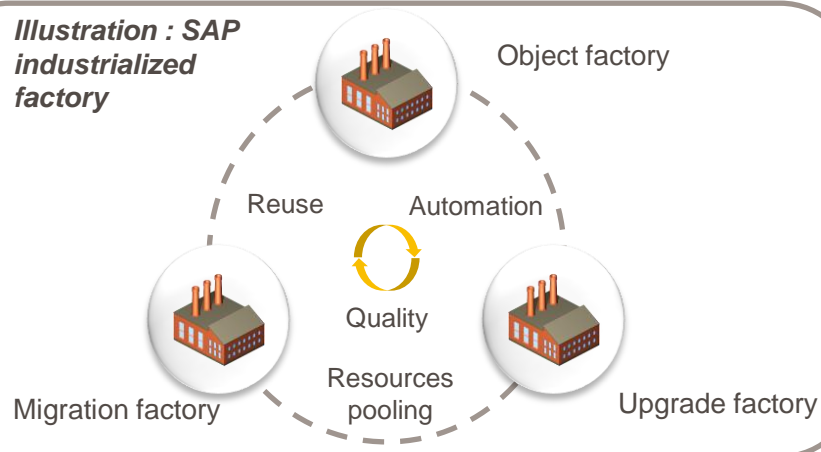 Illustration : SAP
industrialized
factory
Object factory
Reuse
Automation
Quality
Resources
pooling
Migration factory
Upgrade factory